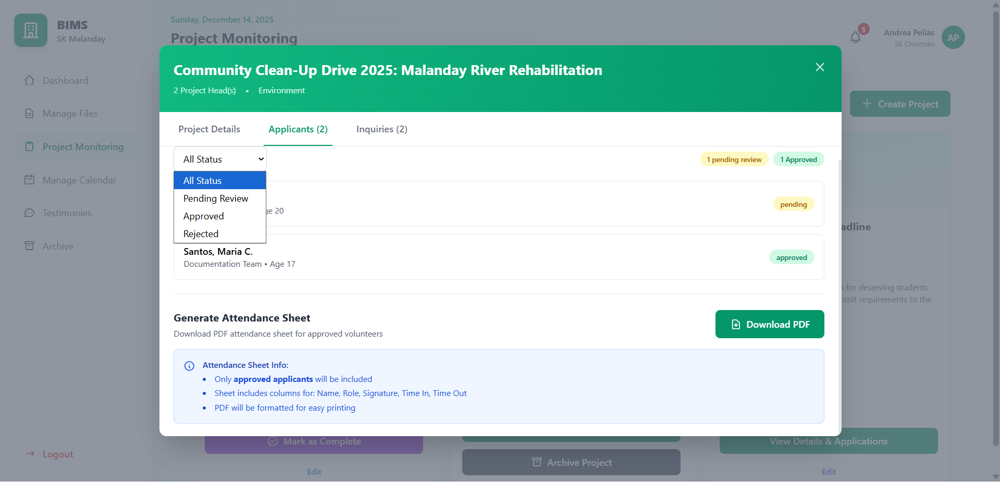 BIMS
SK Malanday
Dashboard
Manage Files
Project Monitoring
Manage Calendar
Testimonies
Archive
Logout
Sunday, December 14, 2025
Project Monitoring
5
Andrea Pelias
SK Chairman
AP
Create Project
Community Clean-Up Drive 2025: Malanday River Rehabilitation
2 Project Head(s) • Environment
Project Details
Applicants (2)
Inquiries (2)
All Status
1 pending review
1 Approved
All Status
Pending Review
Approved
Rejected
20
pending
Santos, Maria C.
Documentation Team • Age 17
approved
Generate Attendance Sheet
Download PDF attendance sheet for approved volunteers
Download PDF
Attendance Sheet Info:
• Only approved applicants will be included
• Sheet includes columns for: Name, Role, Signature, Time In, Time Out
• PDF will be formatted for easy printing
for deserving students.
requirements to the
Mark as Complete
Edit
Archive Project
View Details & Applications
Edit